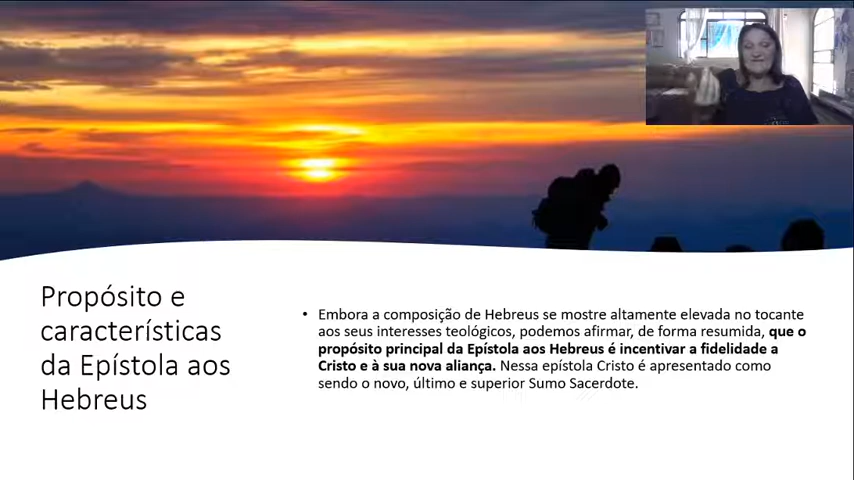 Propósito e
características
da Epístola aos
Hebreus
• Embora a composição de Hebreus se mostre altamente elevada no tocante
aos seus interesses teológicos, podemos afirmar, de forma resumida, que o
propósito principal da Epístola aos Hebreus é incentivar a fidelidade a
Cristo e à sua nova aliança. Nessa epístola Cristo é apresentado como
sendo o novo, último e superior Sumo Sacerdote.